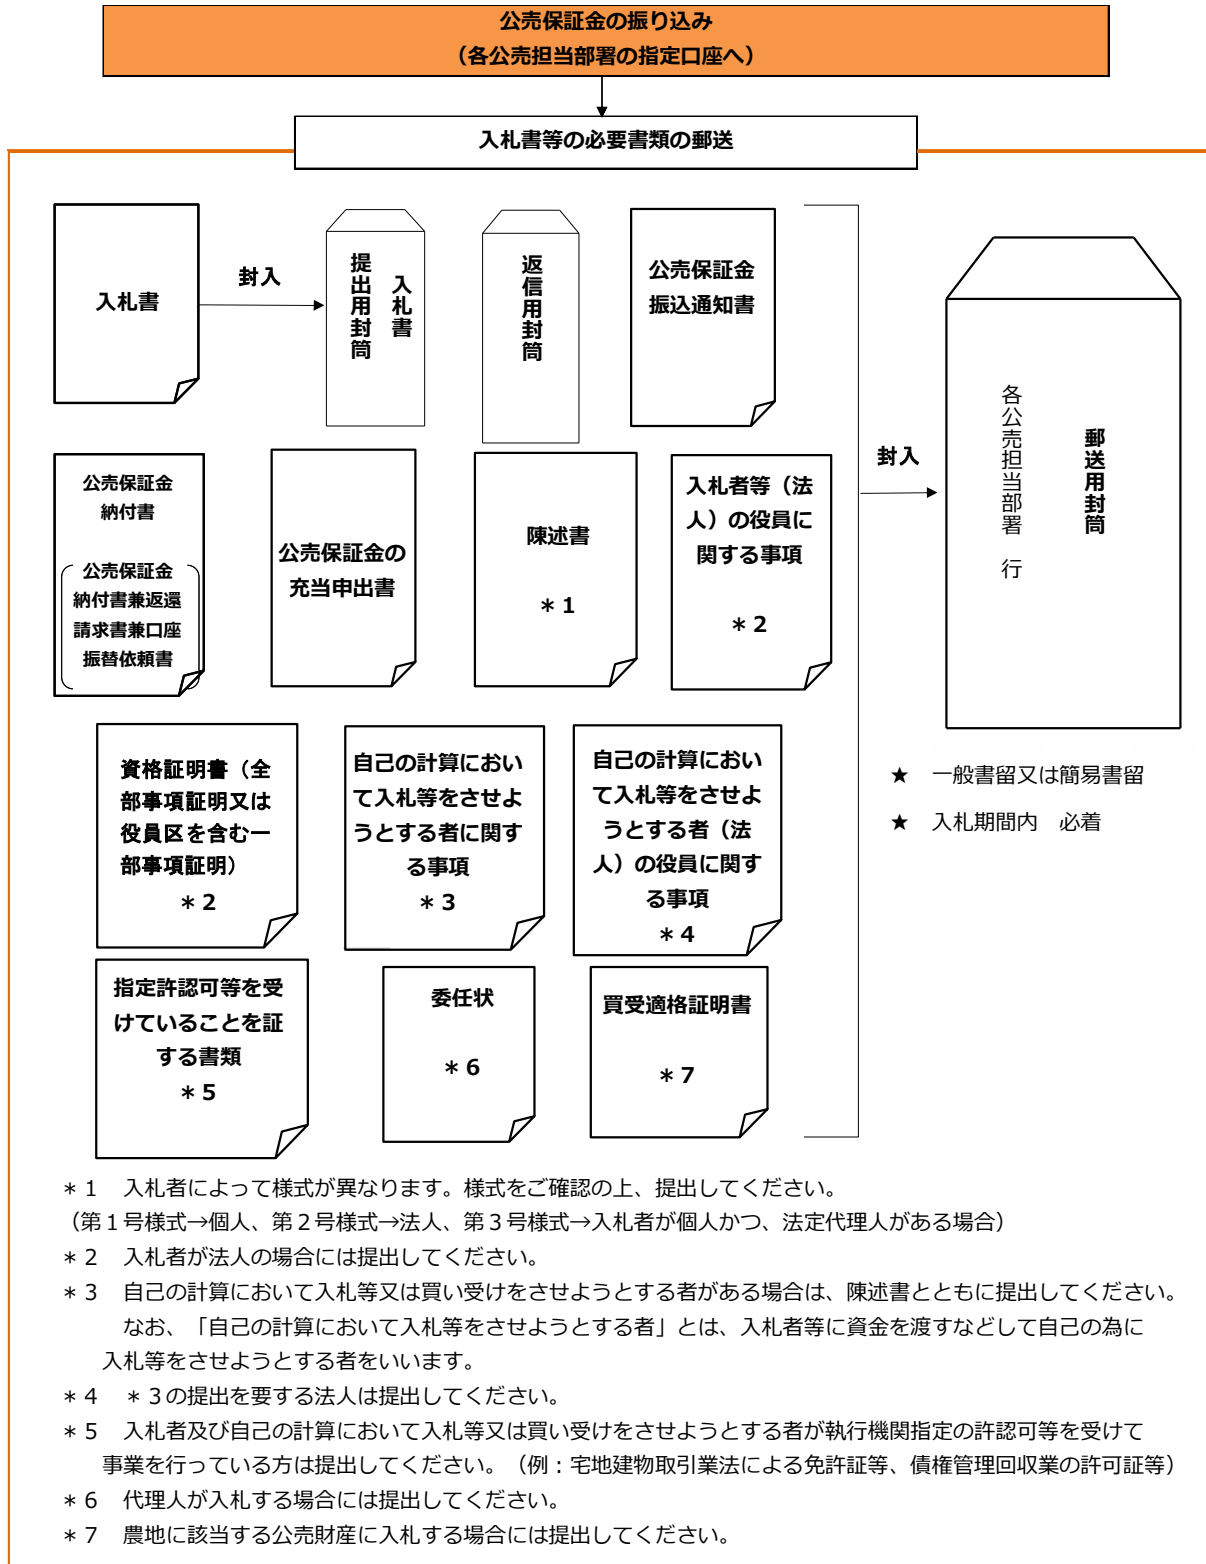 公売保証金の振り込み
（各公売担当部署の指定口座へ）
入札書等の必要書類の郵送
入札書
封入
入札書
提出用封筒
返信用封筒
公売保証金
振込通知書
公売保証金
納付書
公売保証金
納付書兼返還
請求書兼口座
振替依頼書
公売保証金の
充当申出書
陳述書
＊1
入札者等（法
人）の役員に
関する事項
＊2
封入
郵送用封筒
各公売担当部署　行
資格証明書（全
部事項証明又は
役員区を含む一
部事項証明）
＊2
自己の計算におい
て入札等をさせよ
うとする者に関す
る事項
＊3
自己の計算におい
て入札等をさせよ
うとする者（法
人）の役員に関す
る事項
＊4
★　一般書留又は簡易書留
★　入札期間内　必着
指定許認可等を受
けていることを証
する書類
＊5
委任状
＊6
買受適格証明書
＊7
＊1　入札者によって様式が異なります。様式をご確認の上、提出してください。
（第１号様式→個人、第２号様式→法人、第３号様式→入札者が個人かつ、法定代理人がある場合）
＊2　入札者が法人の場合には提出してください。
＊3　自己の計算において入札等又は買い受けをさせようとする者がある場合は、陳述書とともに提出してください。
なお、「自己の計算において入札等をさせようとする者」とは、入札者等に資金を渡すなどして自己の為に
入札等をさせようとする者をいいます。
＊4　＊3の提出を要する法人は提出してください。
＊5　入札者及び自己の計算において入札等又は買い受けをさせようとする者が執行機関指定の許認可等を受けて
事業を行っている方は提出してください。（例：宅地建物取引業法による免許証等、債権管理回収業の許可証等）
＊6　代理人が入札する場合には提出してください。
＊7　農地に該当する公売財産に入札する場合には提出してください。